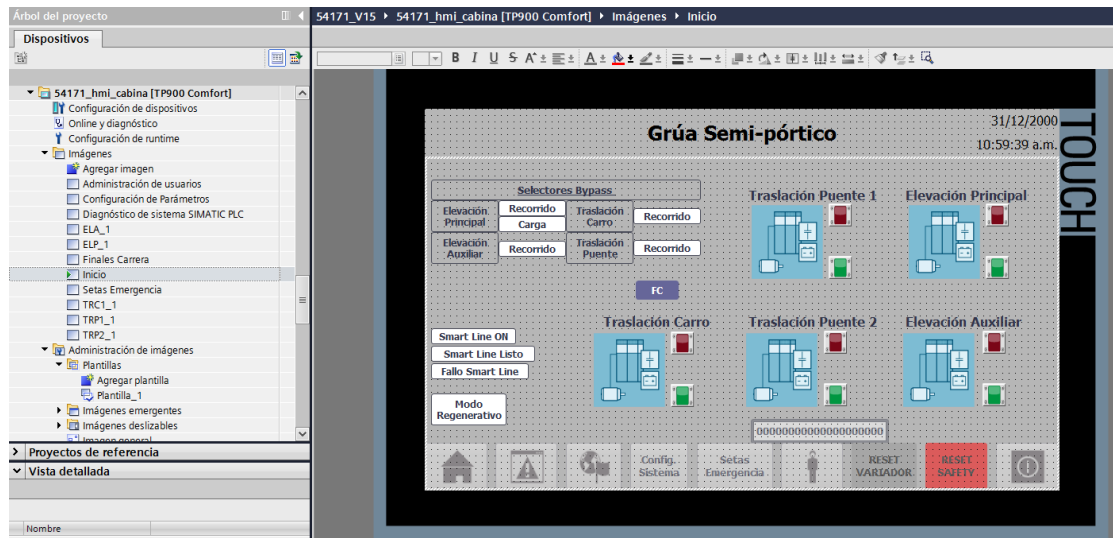 Árbol del proyecto
54171_V15 ▸ 54171_hmi_cabina [TP900 Comfort] ▸ Imágenes ▸ Inicio
Dispositivos
B I U S A A
54171_hmi_cabina [TP900 Comfort]
Configuración de dispositivos
Online y diagnóstico
Configuración de runtime
Imágenes
Agregar imagen
Administración de usuarios
Configuración de Parámetros
Diagnóstico de sistema SIMATIC PLC
ELA_1
ELP_1
Finales Carrera
Inicio
Setas Emergencia
TRC1_1
TRP1_1
TRP2_1
Administración de imágenes
Plantillas
Agregar plantilla
Plantilla_1
Imágenes emergentes
Imágenes deslizables
Imagen general
Proyectos de referencia
Vista detallada
Nombre
Grúa Semi-pórtico
31/12/2000
10:59:39 a.m.
TOUCH
Selectores Bypass
Elevación Principal
Recorrido
Carga
Traslación Carro
Recorrido
Elevación Auxiliar
Recorrido
Traslación Puente
Recorrido
FC
Traslación Puente 1
Elevación Principal
Smart Line ON
Smart Line Listo
Fallo Smart Line
Modo
Regenerativo
Traslación Carro
Traslación Puente 2
Elevación Auxiliar
0000000000000000000
Config.
Sistema
Setas
Emergencia
RESET
VARIADOR
RESET
SAFETY